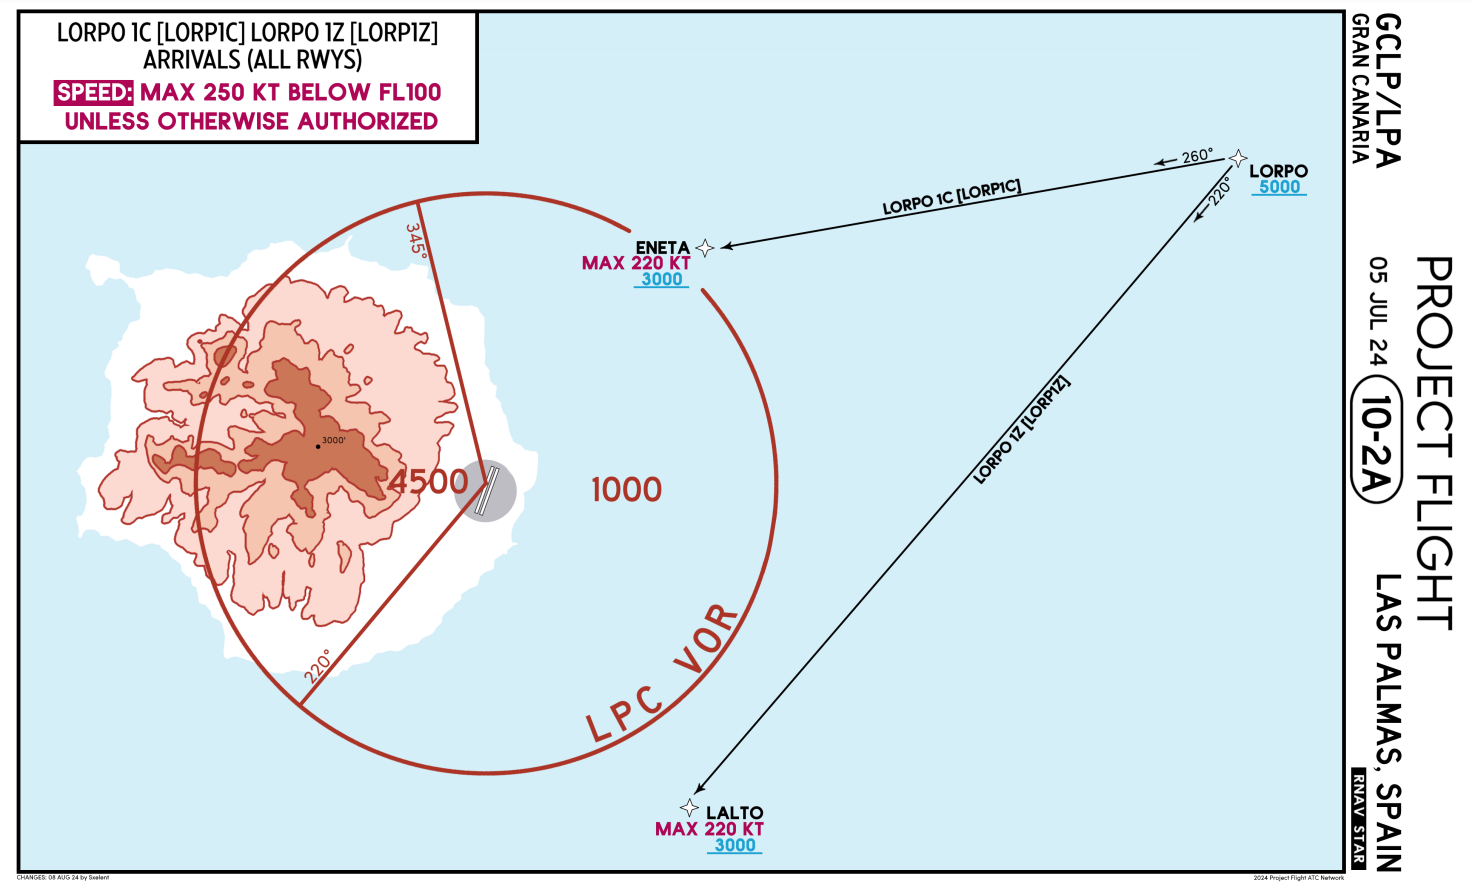 LORPO 1C [LORP1C] LORPO 1Z [LORP1Z]
ARRIVALS (ALL RWYS)
SPEED: MAX 250 KT BELOW FL100
UNLESS OTHERWISE AUTHORIZED
GCLP/LPA
GRAN CANARIA
PROJECT FLIGHT
05 JUL 24
10-2A
LAS PALMAS, SPAIN
RNAV STAR
260°
LORPO
5000
220°
LORPO 1C [LORP1C]
345°
ENETA
MAX 220 KT
3000
LORPO 1Z [LORP1Z]
3000'
4500
1000
LPC VOR
220°
LALTO
MAX 220 KT
3000
CHANGES: 08 AUG 24 by Sxelent
2024 Project Flight ATC Network